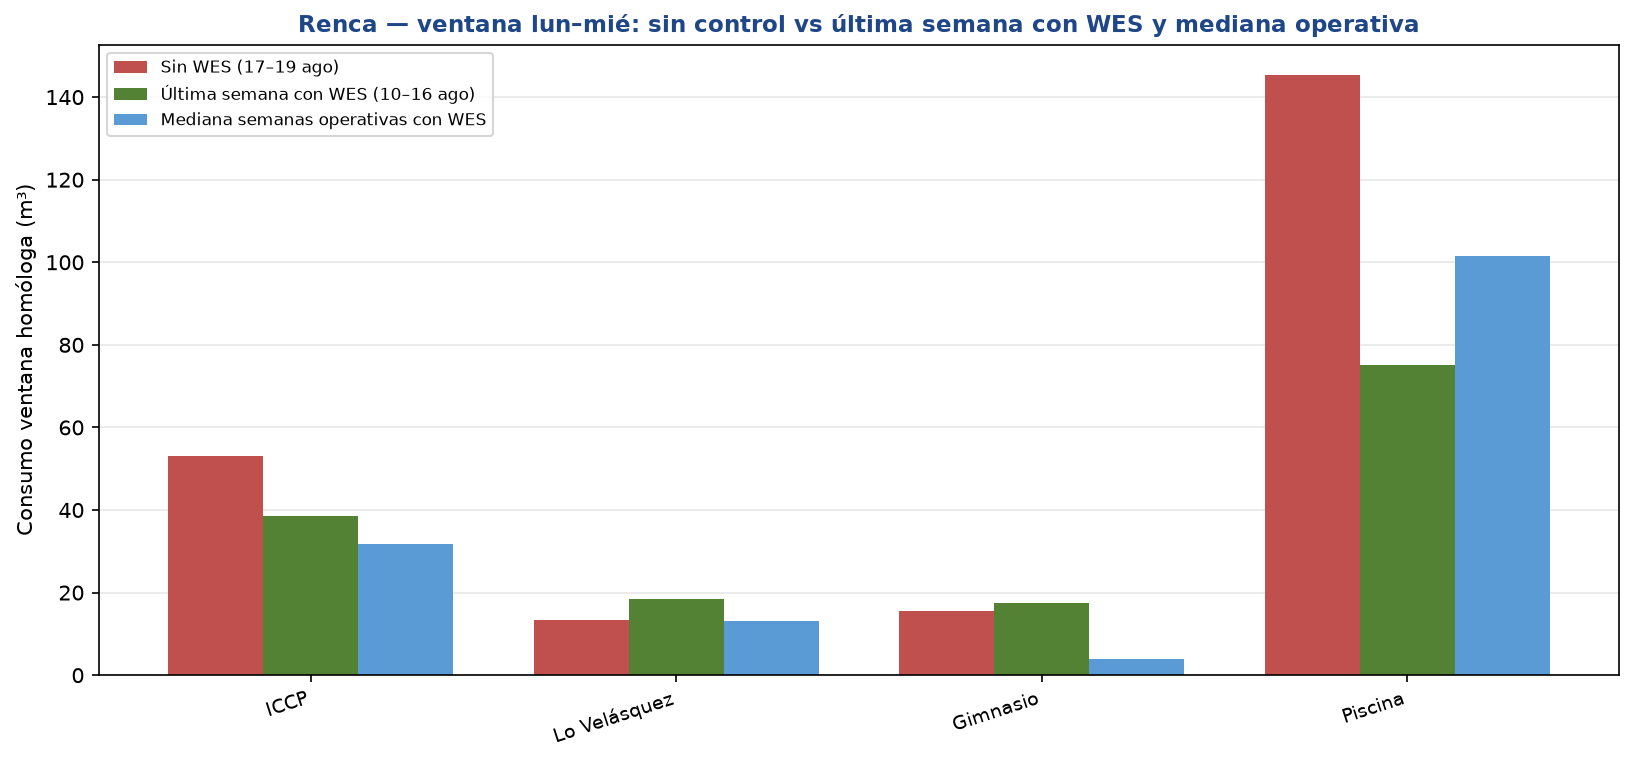 Renca — ventana lun–mié: sin control vs última semana con WES y mediana operativa
Sin WES (17–19 ago)
Última semana con WES (10–16 ago)
Mediana semanas operativas con WES
Consumo ventana homóloga (m³)
140
120
100
80
60
40
20
0
ICCP
Lo Velásquez
Gimnasio
Piscina